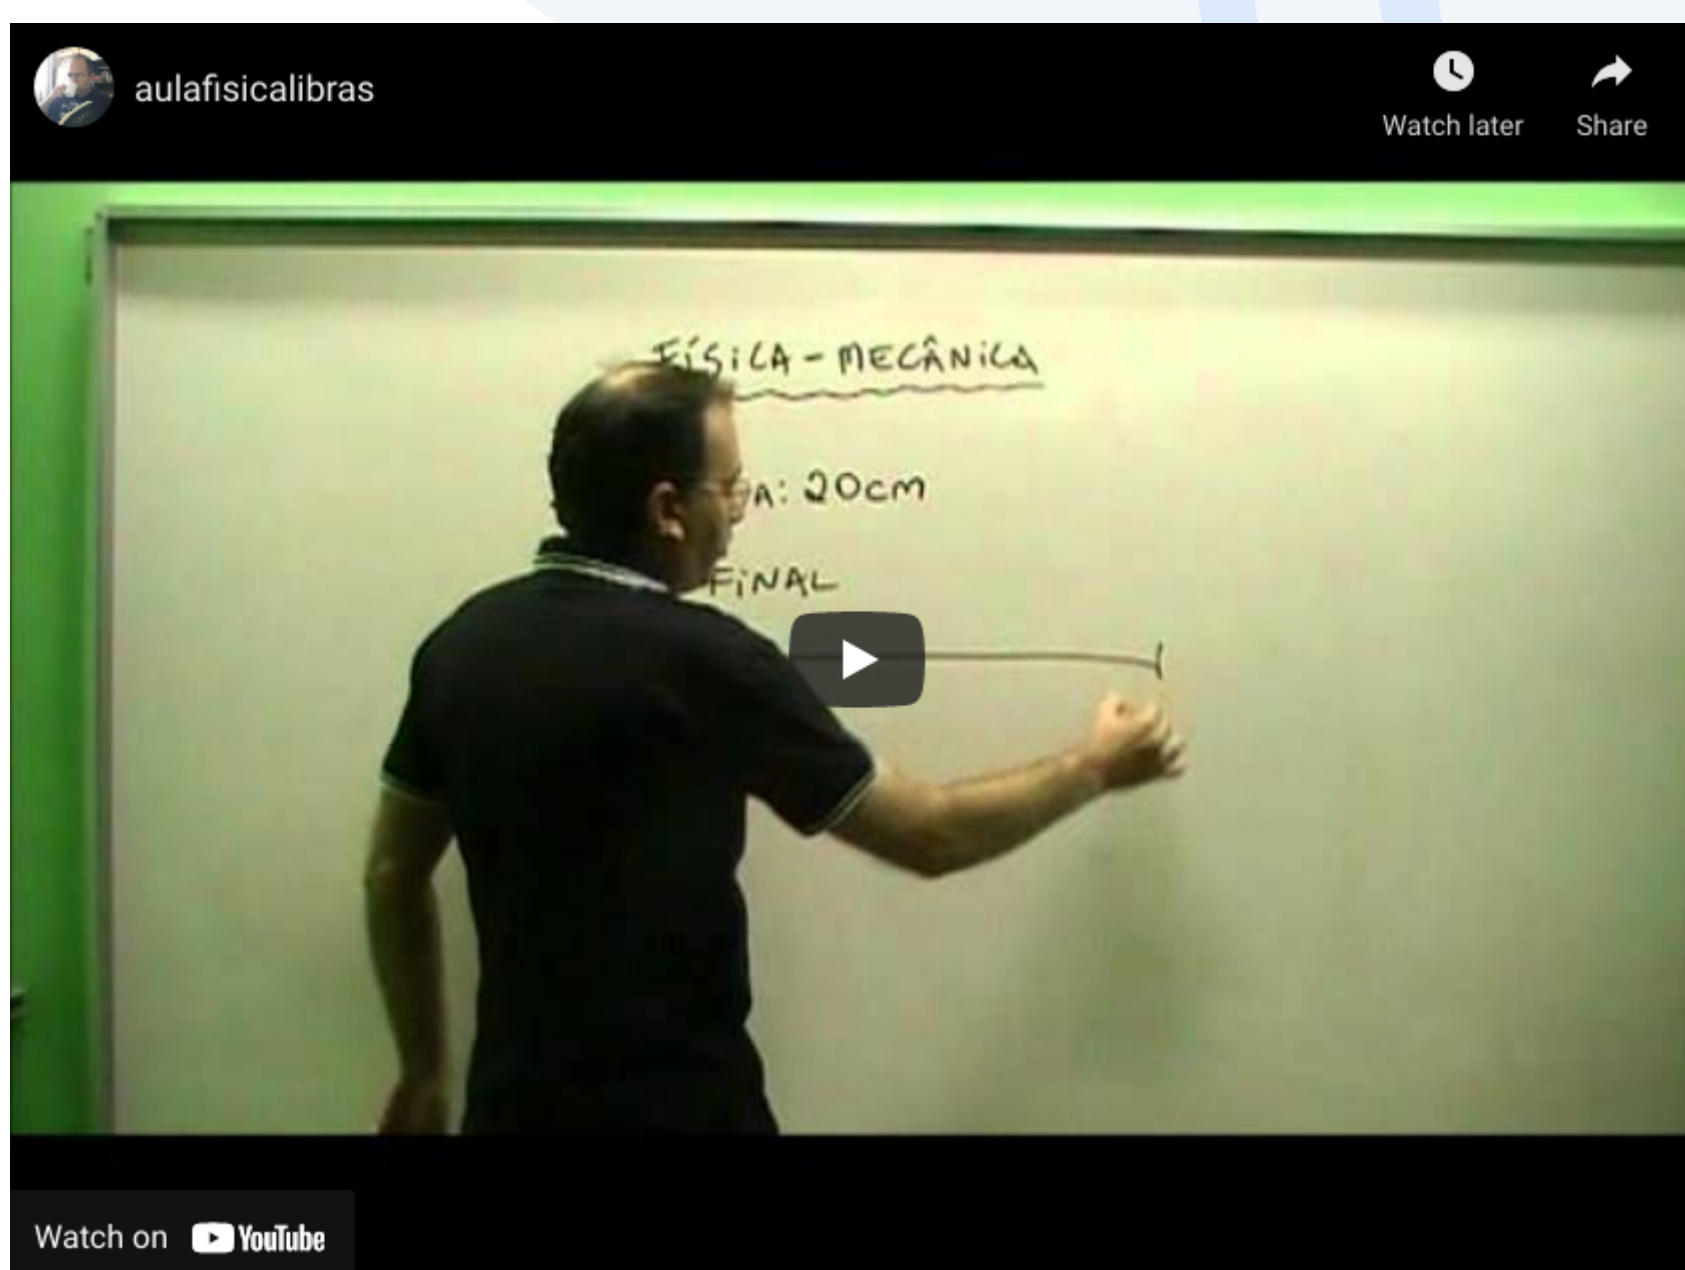 aulafisicalibras
Watch later
Share
FÍSICA - MECÂNICA
A: 20cm
FINAL
Watch on YouTube